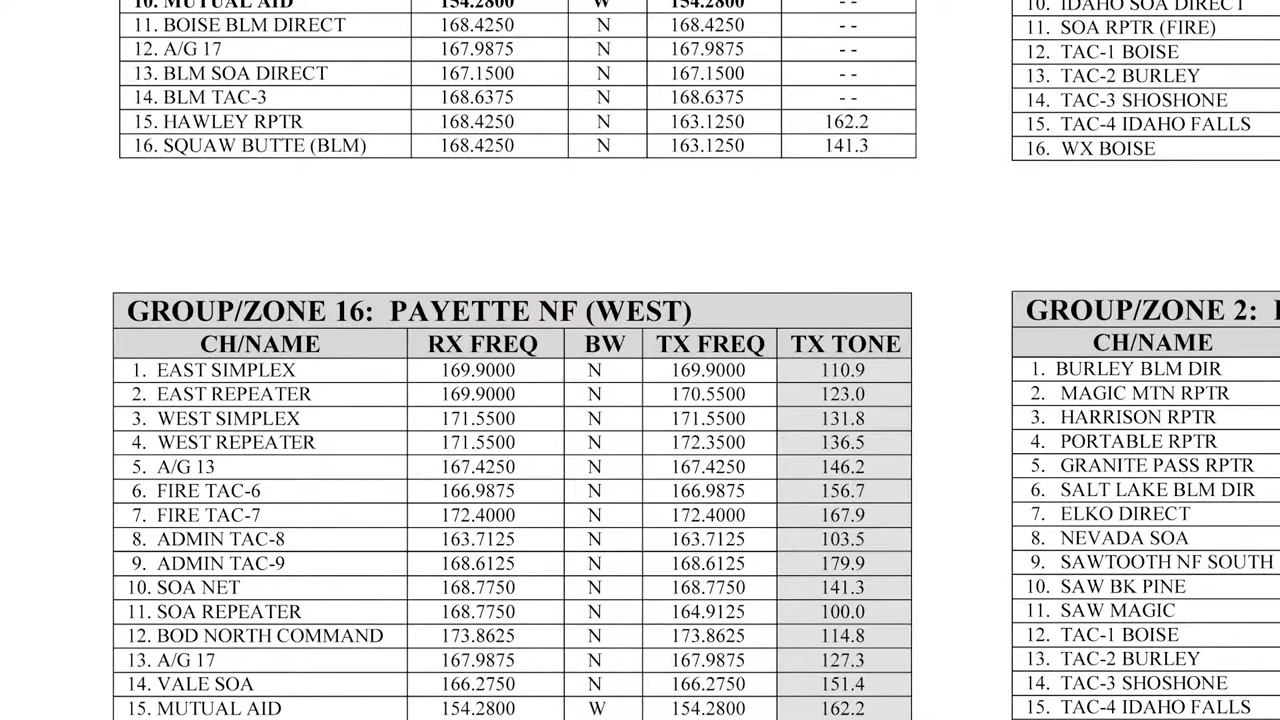 10. MUTUAL AID 154.2800 W 154.2800 - -
11. BOISE BLM DIRECT 168.4250 N 168.4250 - -
12. A/G 17 167.9875 N 167.9875 - -
13. BLM SOA DIRECT 167.1500 N 167.1500 - -
14. BLM TAC-3 168.6375 N 168.6375 - -
15. HAWLEY RPTR 168.4250 N 163.1250 162.2
16. SQUAW BUTTE (BLM) 168.4250 N 163.1250 141.3
10. IDAHO SOA DIRECT
11. SOA RPTR (FIRE)
12. TAC-1 BOISE
13. TAC-2 BURLEY
14. TAC-3 SHOSHONE
15. TAC-4 IDAHO FALLS
16. WX BOISE
GROUP/ZONE 16: PAYETTE NF (WEST)
CH/NAME RX FREQ BW TX FREQ TX TONE
1. EAST SIMPLEX 169.9000 N 169.9000 110.9
2. EAST REPEATER 169.9000 N 170.5500 123.0
3. WEST SIMPLEX 171.5500 N 171.5500 131.8
4. WEST REPEATER 171.5500 N 172.3500 136.5
5. A/G 13 167.4250 N 167.4250 146.2
6. FIRE TAC-6 166.9875 N 166.9875 156.7
7. FIRE TAC-7 172.4000 N 172.4000 167.9
8. ADMIN TAC-8 163.7125 N 163.7125 103.5
9. ADMIN TAC-9 168.6125 N 168.6125 179.9
10. SOA NET 168.7750 N 168.7750 141.3
11. SOA REPEATER 168.7750 N 164.9125 100.0
12. BOD NORTH COMMAND 173.8625 N 173.8625 114.8
13. A/G 17 167.9875 N 167.9875 127.3
14. VALE SOA 166.2750 N 166.2750 151.4
15. MUTUAL AID 154.2800 W 154.2800 162.2
GROUP/ZONE 2:
CH/NAME
1. BURLEY BLM DIR
2. MAGIC MTN RPTR
3. HARRISON RPTR
4. PORTABLE RPTR
5. GRANITE PASS RPTR
6. SALT LAKE BLM DIR
7. ELKO DIRECT
8. NEVADA SOA
9. SAWTOOTH NF SOUTH
10. SAW BK PINE
11. SAW MAGIC
12. TAC-1 BOISE
13. TAC-2 BURLEY
14. TAC-3 SHOSHONE
15. TAC-4 IDAHO FALLS